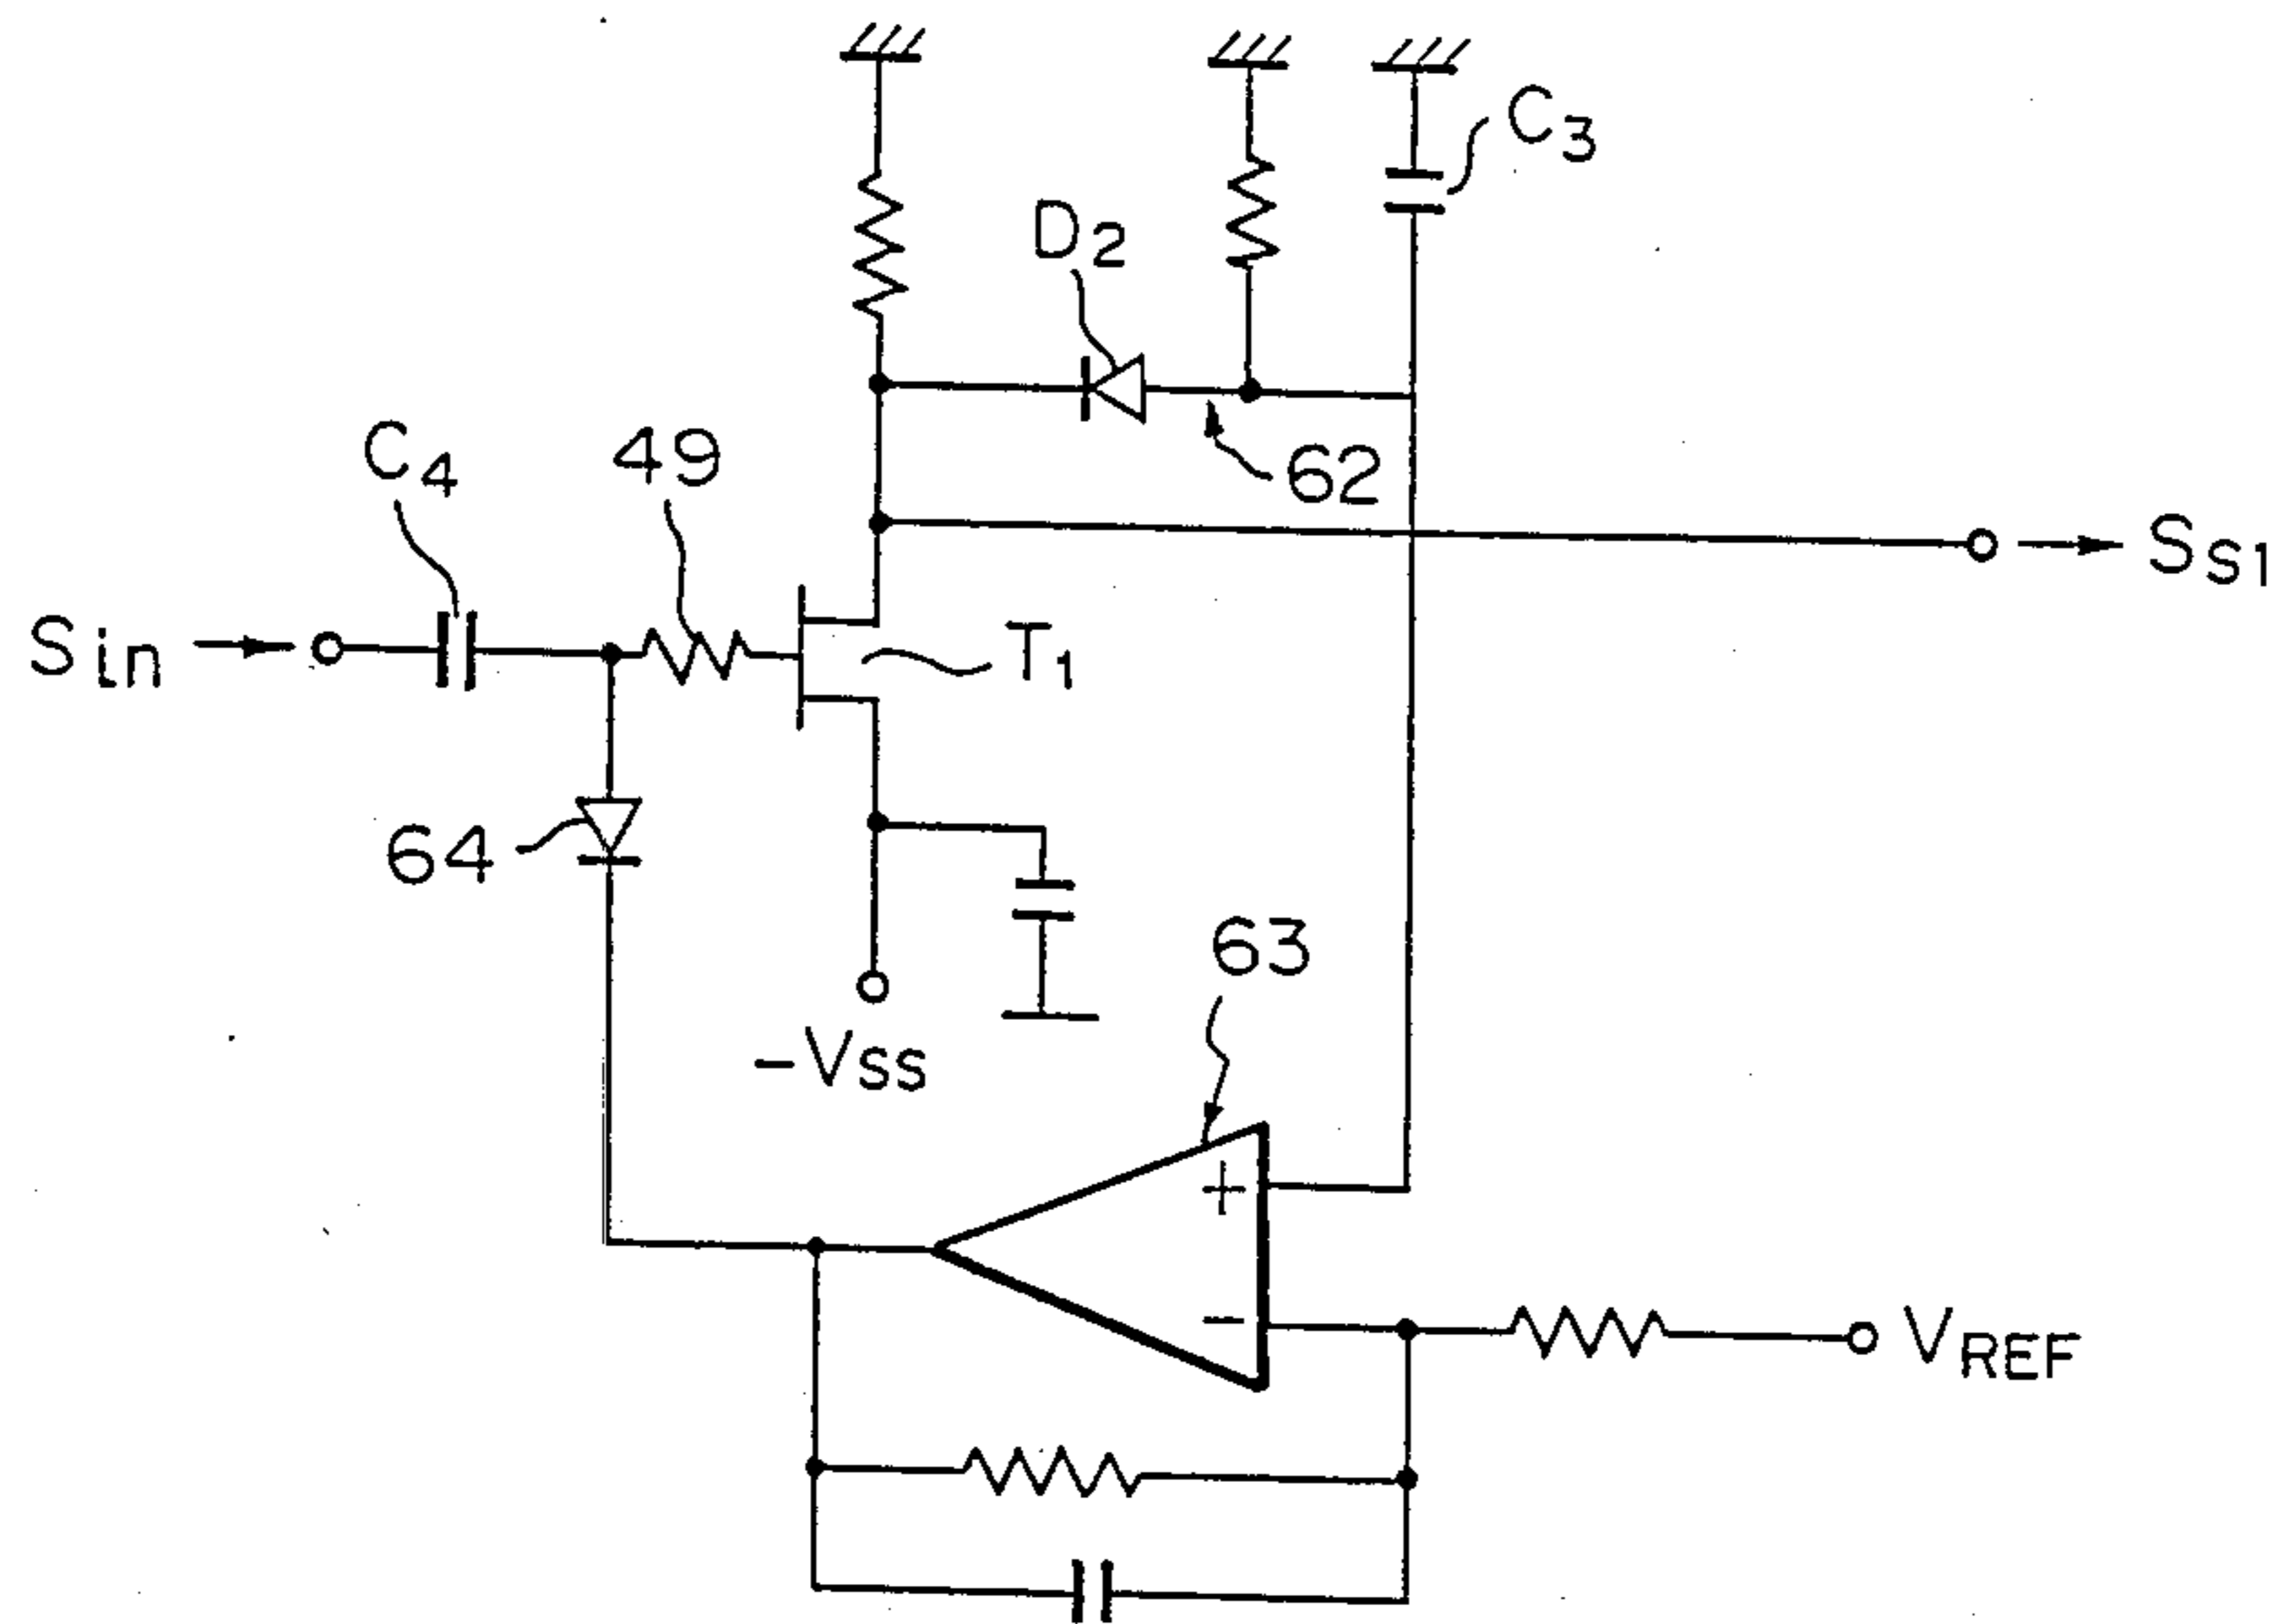 C3
D2
C4
49
62
Sin
Ss1
T1
64
63
-Vss
+
-
VREF